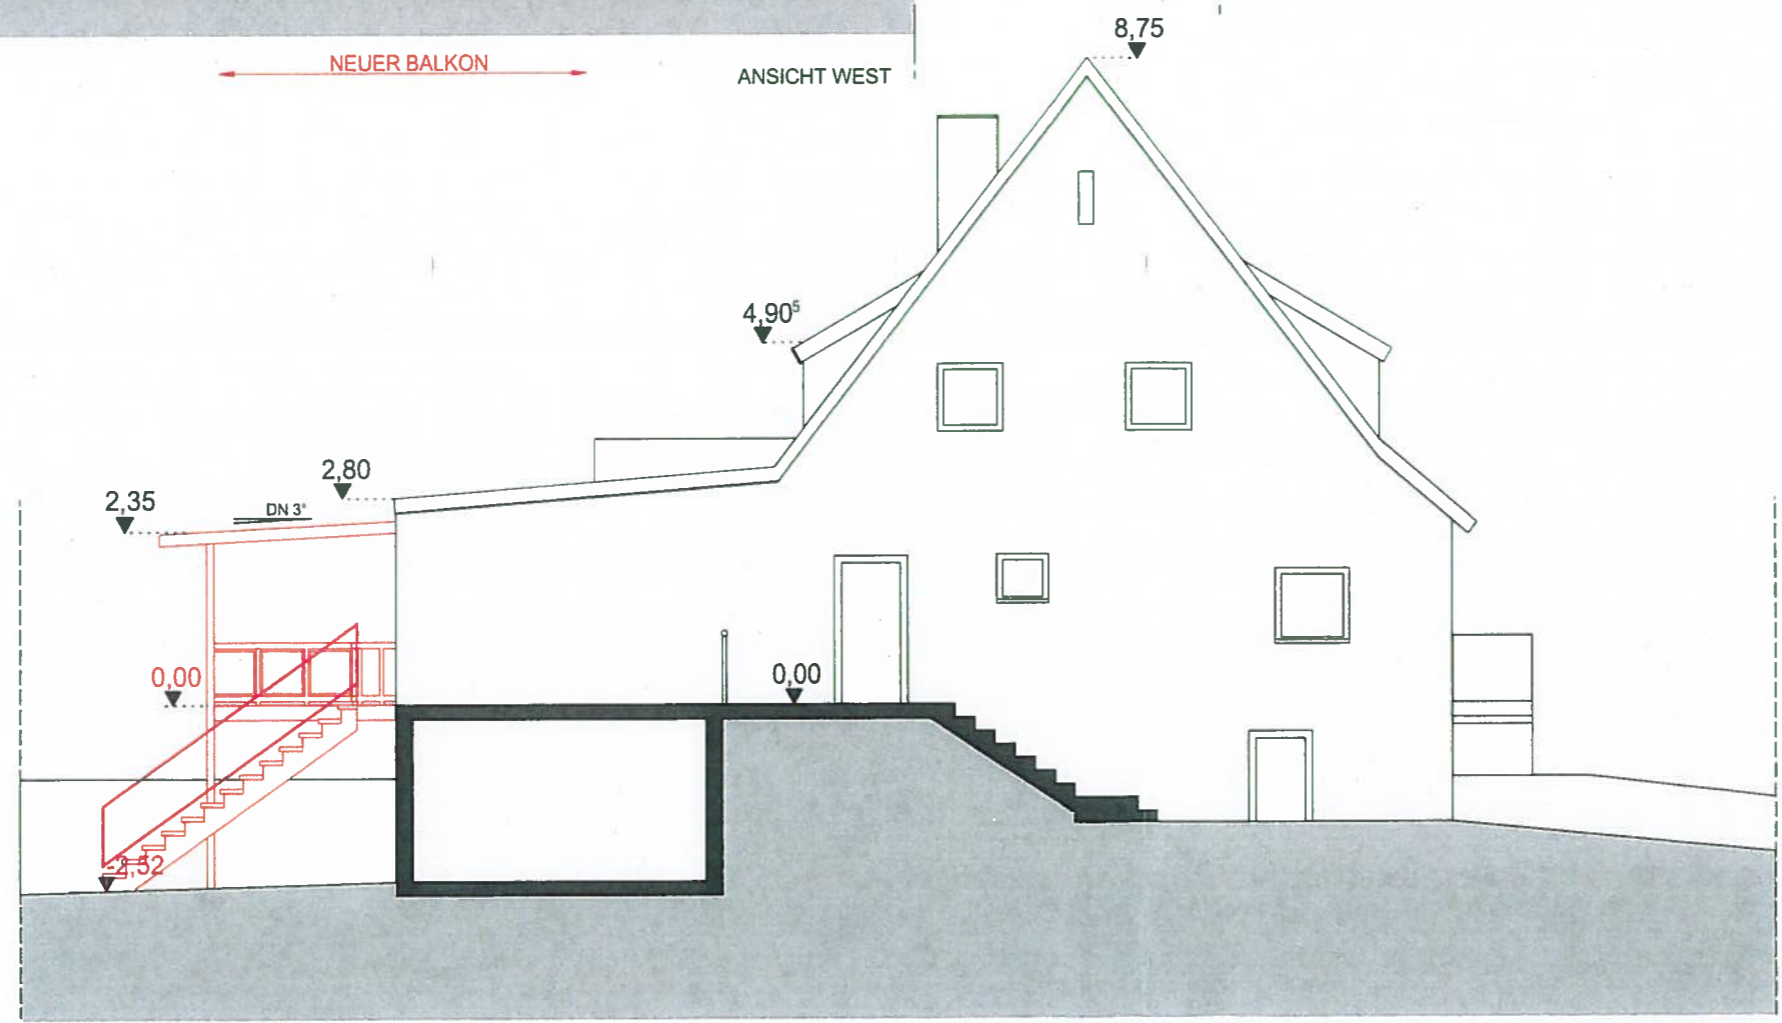 8,75
NEUER BALKON
ANSICHT WEST
4,90⁵
2,80
2,35
DN 3°
0,00
0,00
-2,52